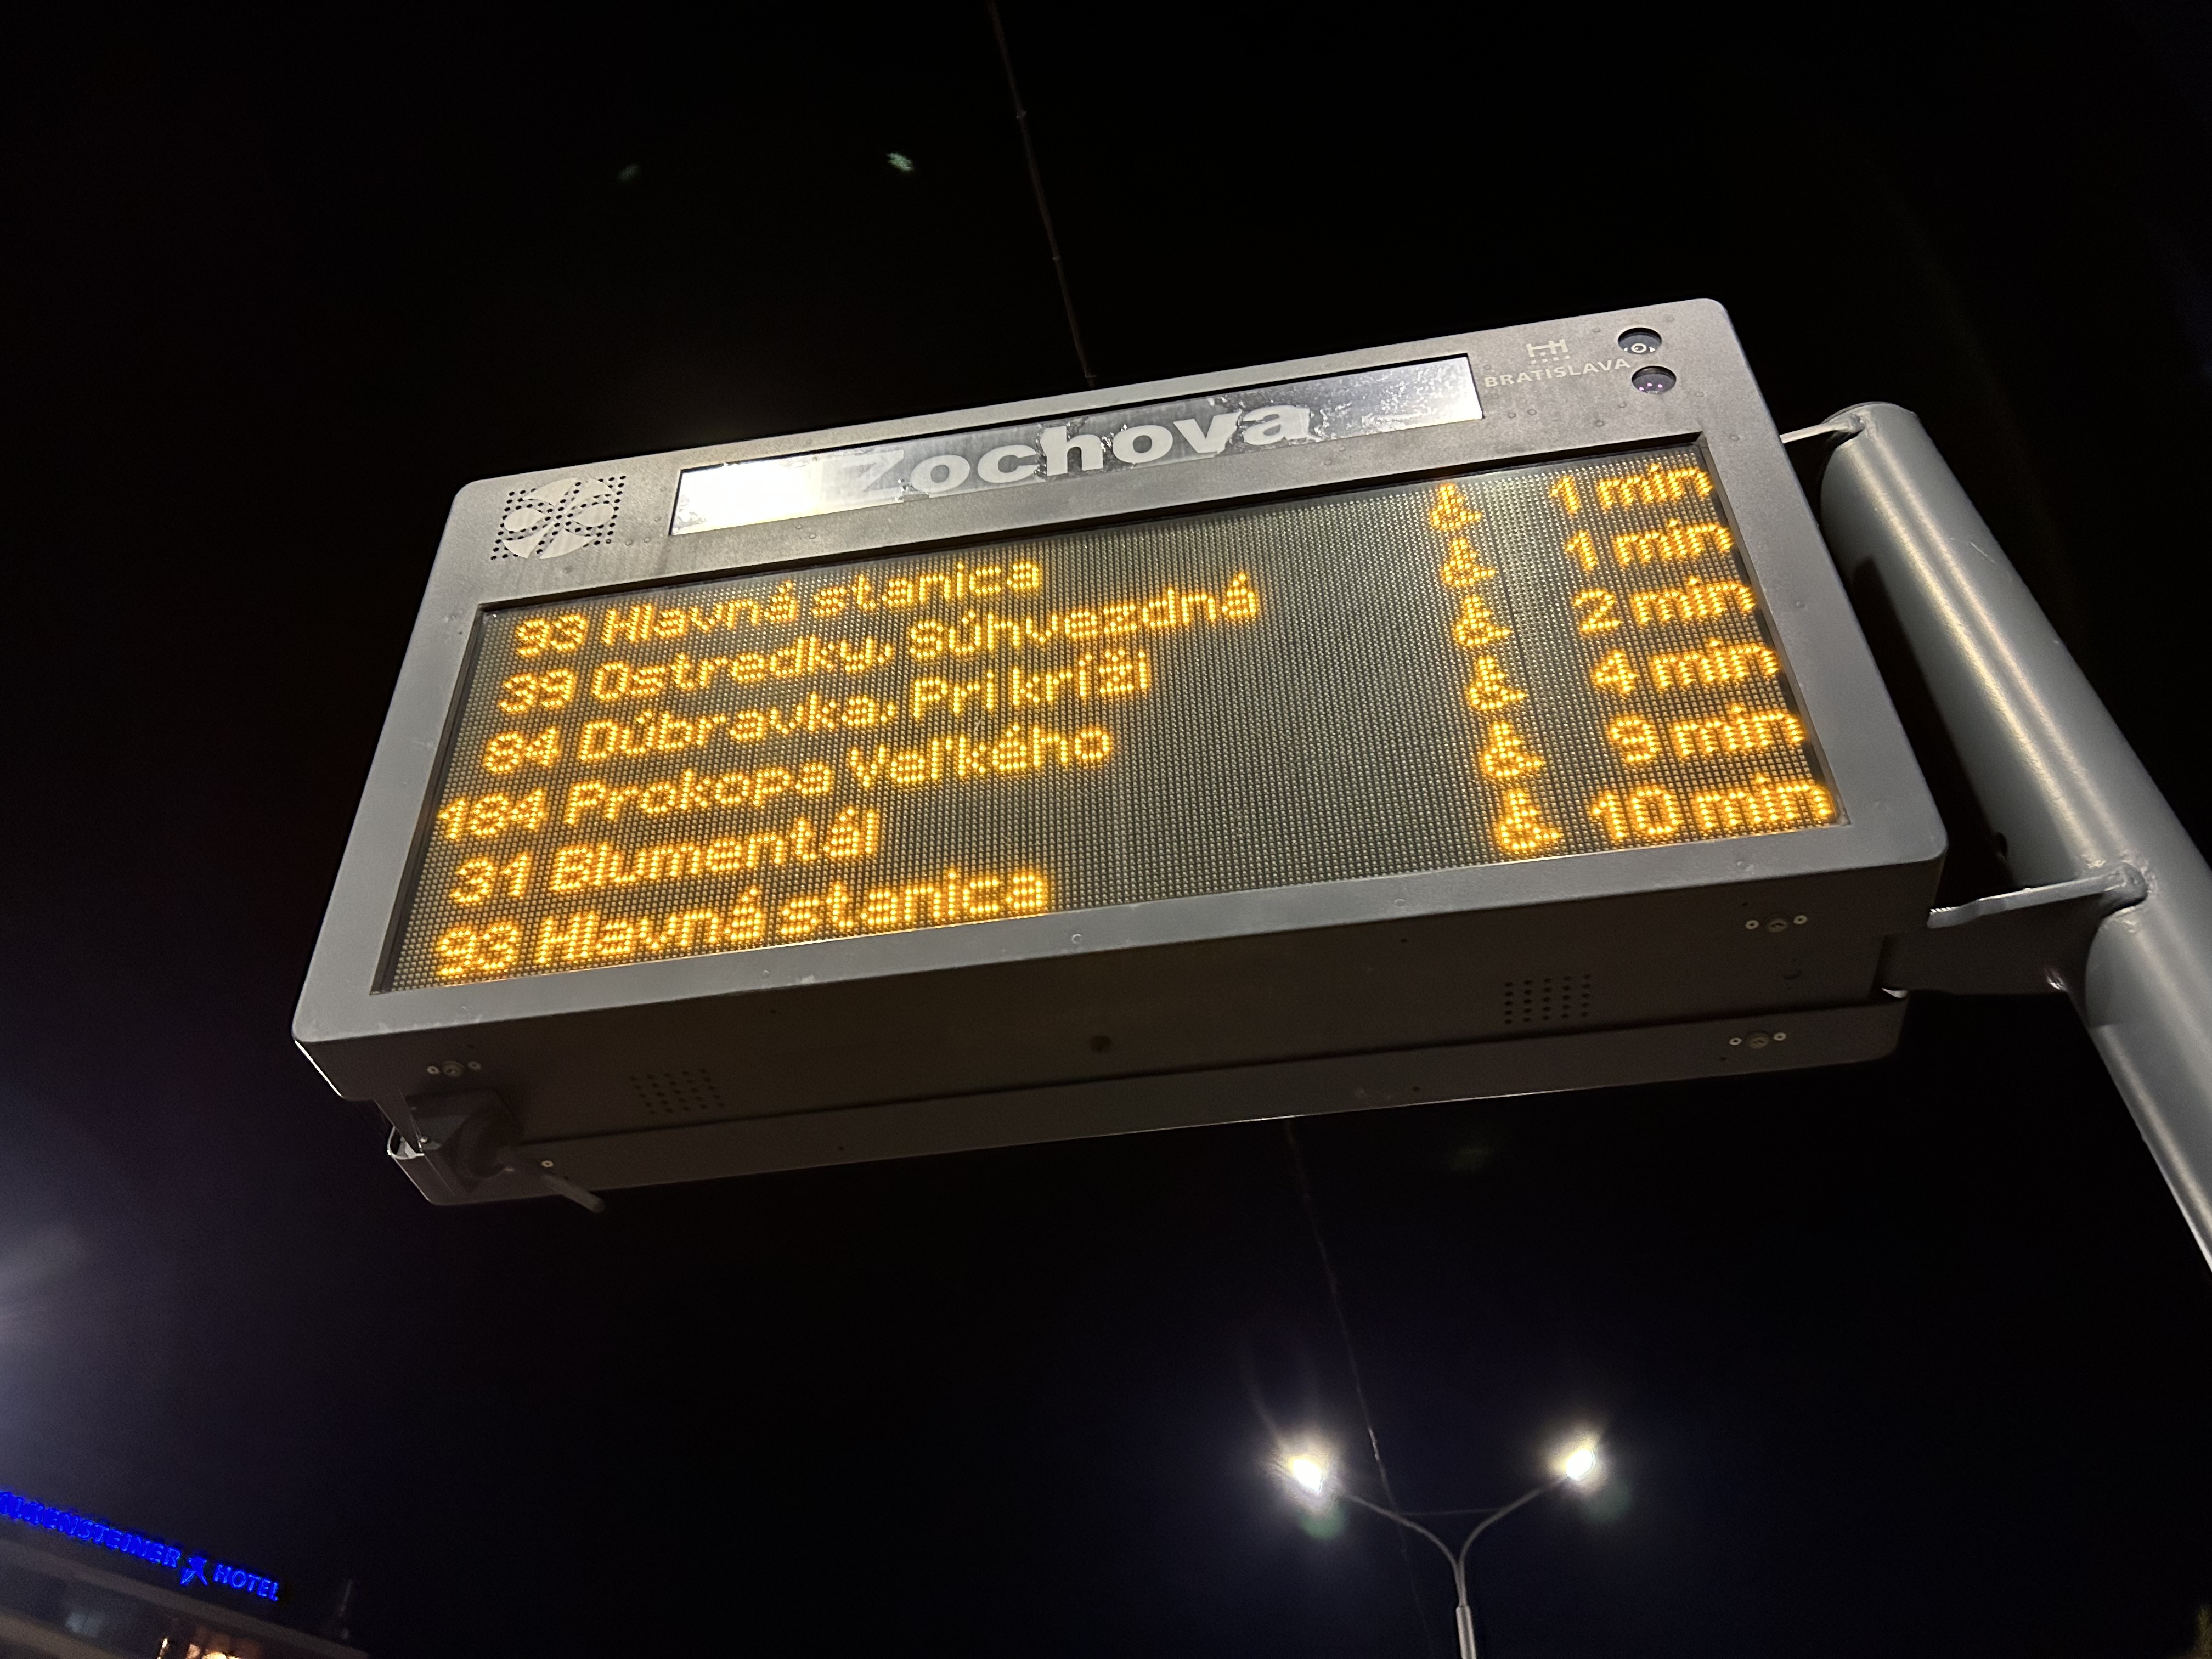 Zochova
BRATISLAVA
93 Hlavná stanica 1 min
39 Ostredky, Súhvezdná 1 min
84 Dúbravka, Pri kríži 2 min
184 Prokopa Veľkého 4 min
31 Blumentál 9 min
93 Hlavná stanica 10 min
HOTEL